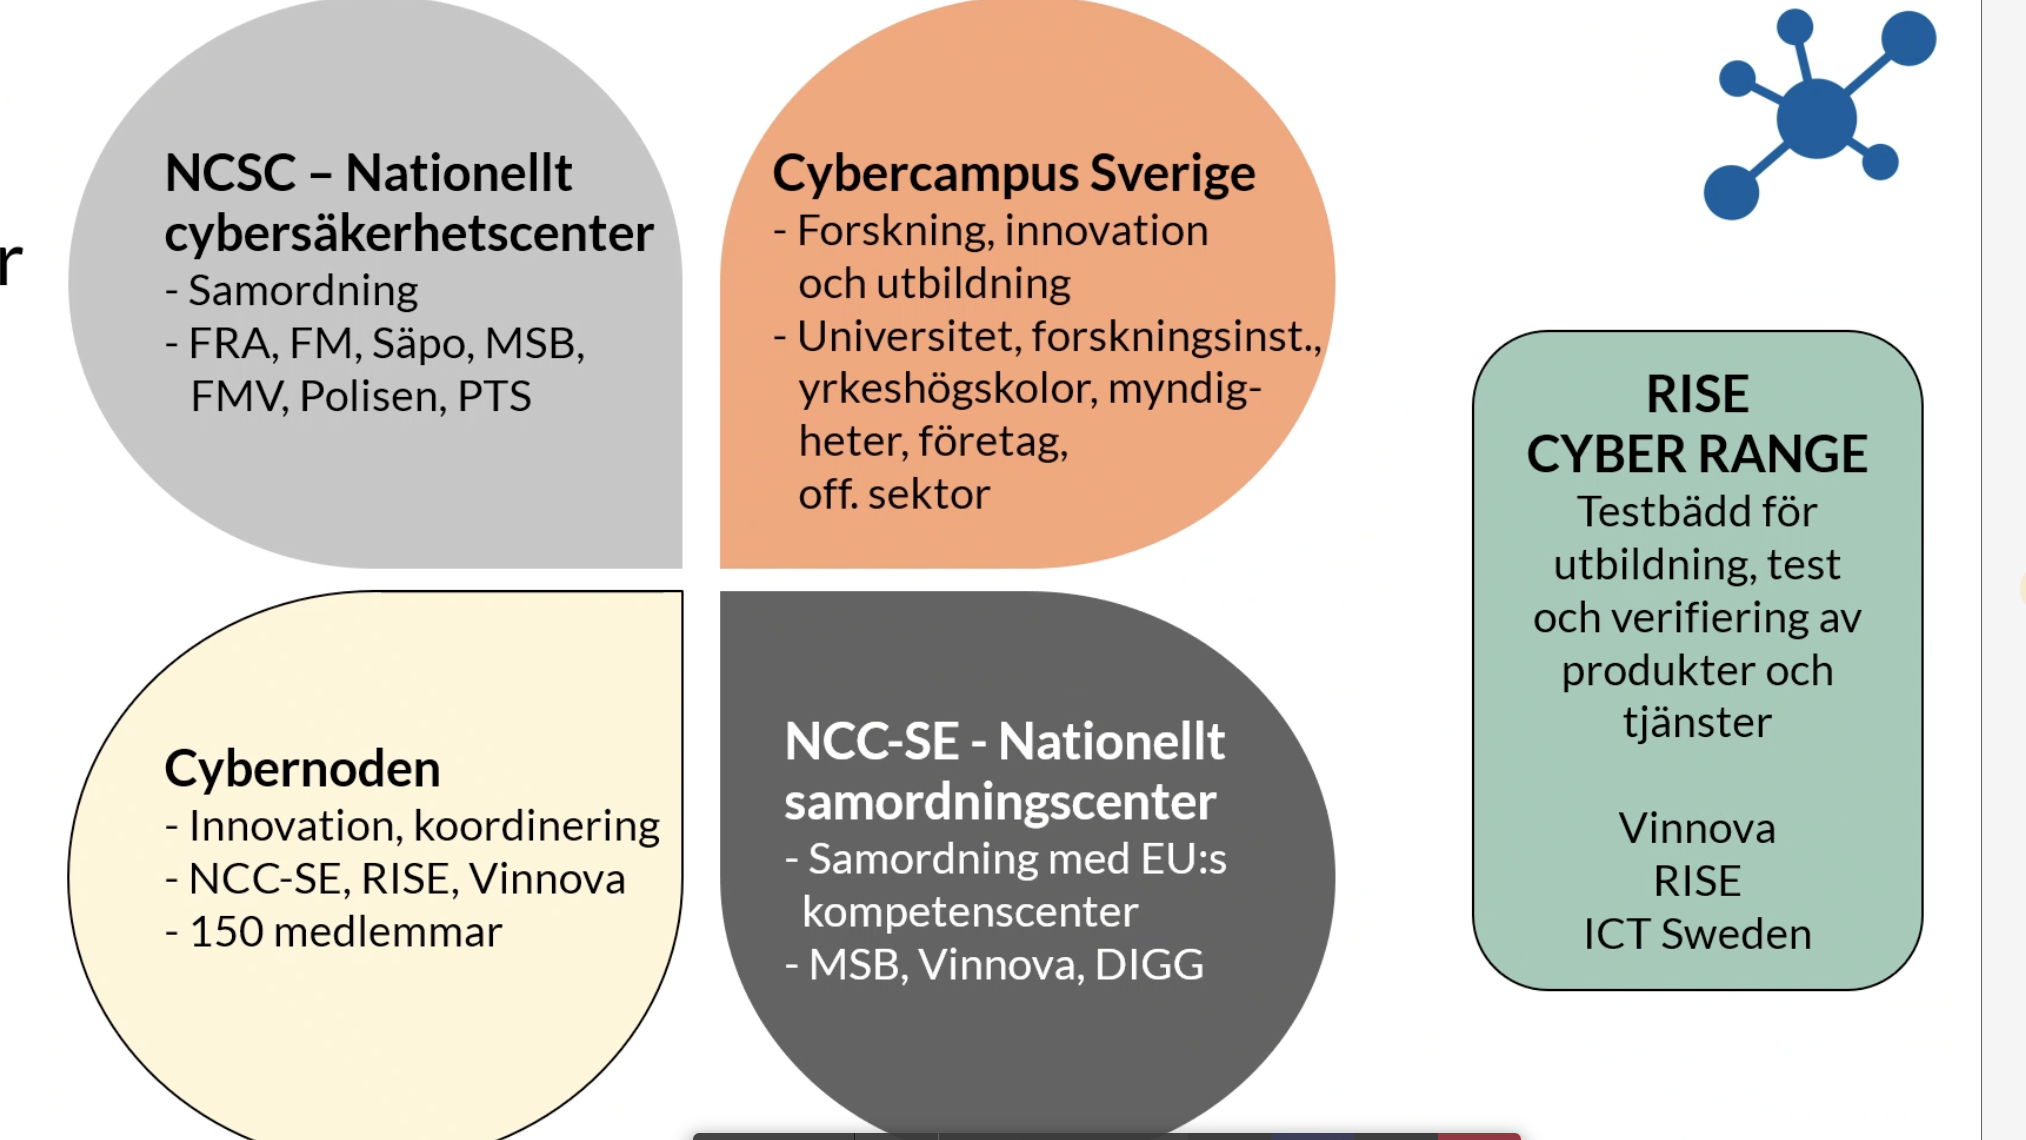 r
NCSC – Nationellt
cybersäkerhetscenter
- Samordning
- FRA, FM, Säpo, MSB,
FMV, Polisen, PTS
Cybercampus Sverige
- Forskning, innovation
och utbildning
- Universitet, forskningsinst.,
yrkeshögskolor, myndig-
heter, företag,
off. sektor
Cybernoden
- Innovation, koordinering
- NCC-SE, RISE, Vinnova
- 150 medlemmar
NCC-SE - Nationellt
samordningscenter
- Samordning med EU:s
kompetenscenter
- MSB, Vinnova, DIGG
RISE
CYBER RANGE
Testbädd för
utbildning, test
och verifiering av
produkter och
tjänster
Vinnova
RISE
ICT Sweden